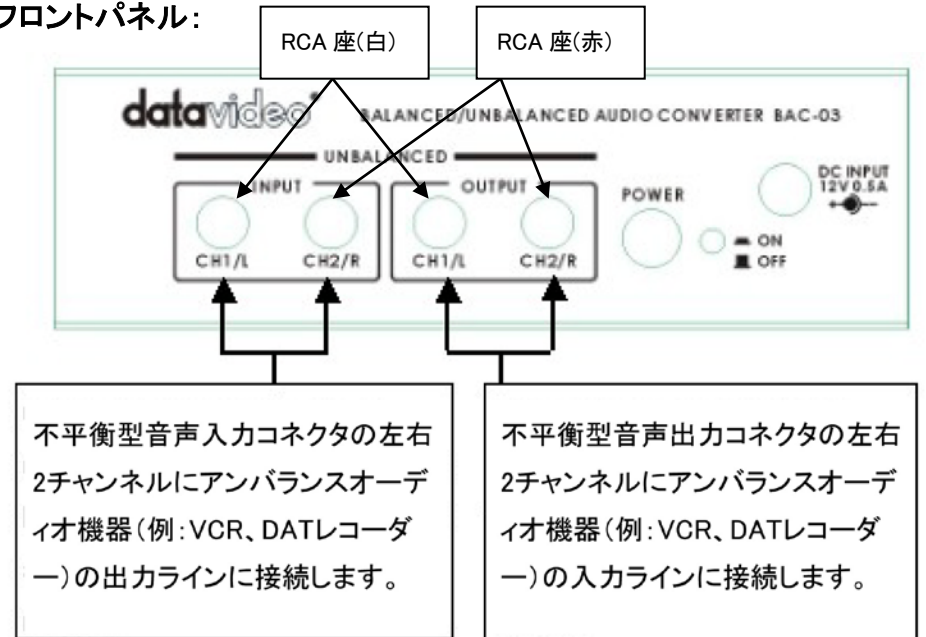 フロントパネル:
RCA 座(白)
RCA 座(赤)
datavideo
BALANCED/UNBALANCED AUDIO CONVERTER BAC-03
UNBALANCED
INPUT
OUTPUT
POWER
DC INPUT
12V 0.5A
ON
OFF
CH1/L
CH2/R
CH1/L
CH2/R
不平衡型音声入力コネクタの左右
2チャンネルにアンバランスオーデ
ィオ機器(例:VCR、DATレコーダ
ー)の出力ラインに接続します。
不平衡型音声出力コネクタの左右
2チャンネルにアンバランスオーデ
ィオ機器(例:VCR、DATレコーダ
ー)の入力ラインに接続します。